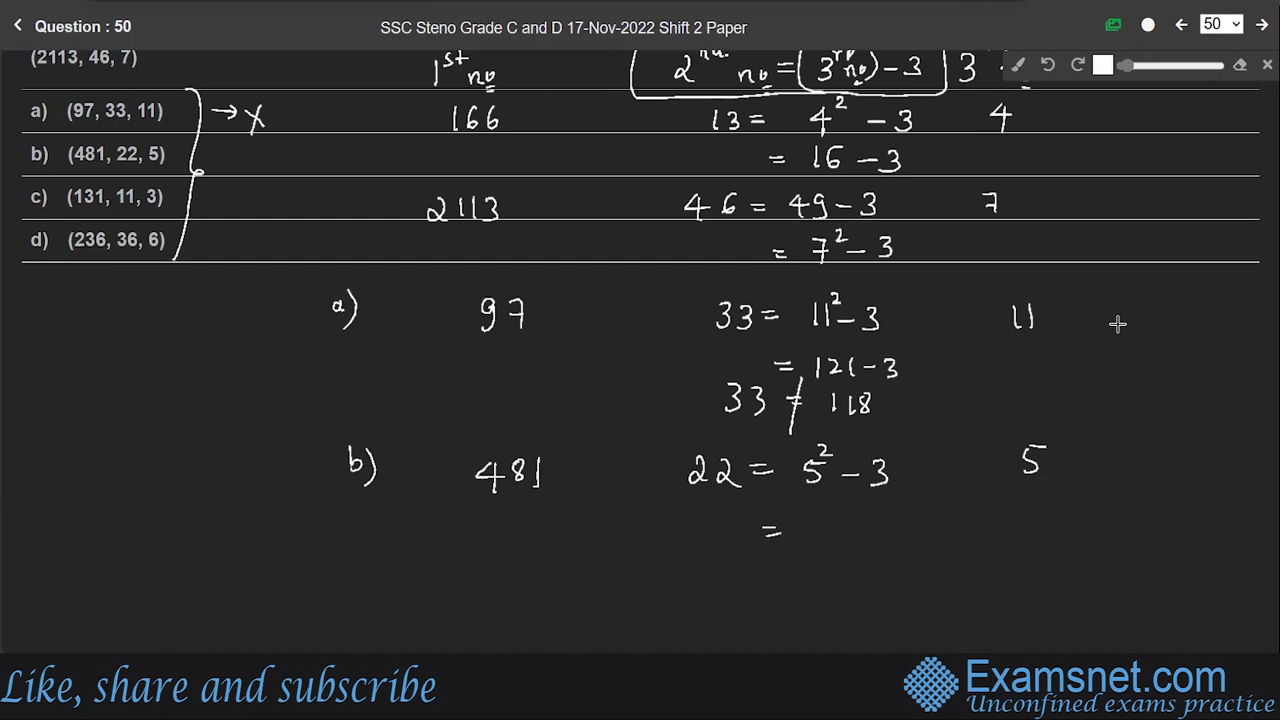 Question : 50
SSC Steno Grade C and D 17-Nov-2022 Shift 2 Paper
50
(2113, 46, 7)
1st no
2nd no = (3rd no) - 3
3
a) (97, 33, 11) → X
166
13 = 4² - 3
4
b) (481, 22, 5)
= 16 - 3
c) (131, 11, 3)
2113
46 = 49 - 3
7
d) (236, 36, 6)
= 7² - 3
a) 97
33 = 11² - 3
11
= 121 - 3
33 ≠ 118
b) 481
22 = 5² - 3
5
=
Like, share and subscribe
Examsnet.com
Unconfined exams practice